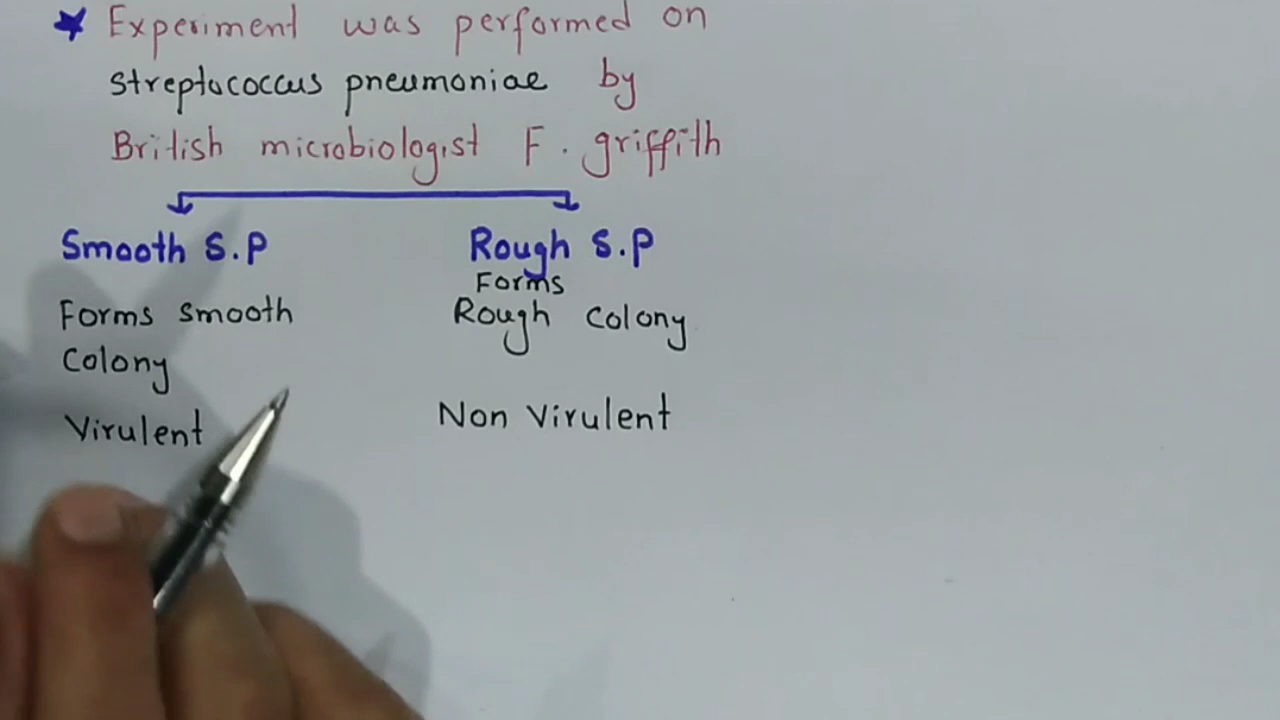 Experiment was performed on
Streptococcus pneumoniae by
British microbiologist F. griffith
Smooth S.P
Forms Smooth
Colony
Virulent
Rough S.P
Forms
Rough Colony
Non Virulent